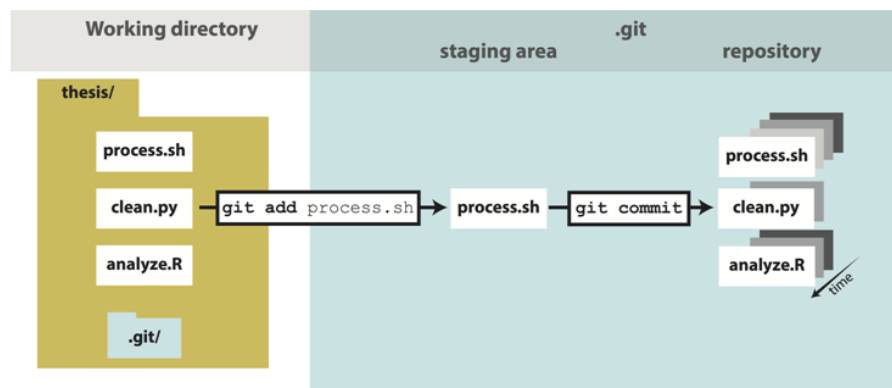 Working directory
.git
staging area
repository
thesis/
process.sh
clean.py
analyze.R
.git/
git add process.sh
process.sh
git commit
process.sh
clean.py
analyze.R
time